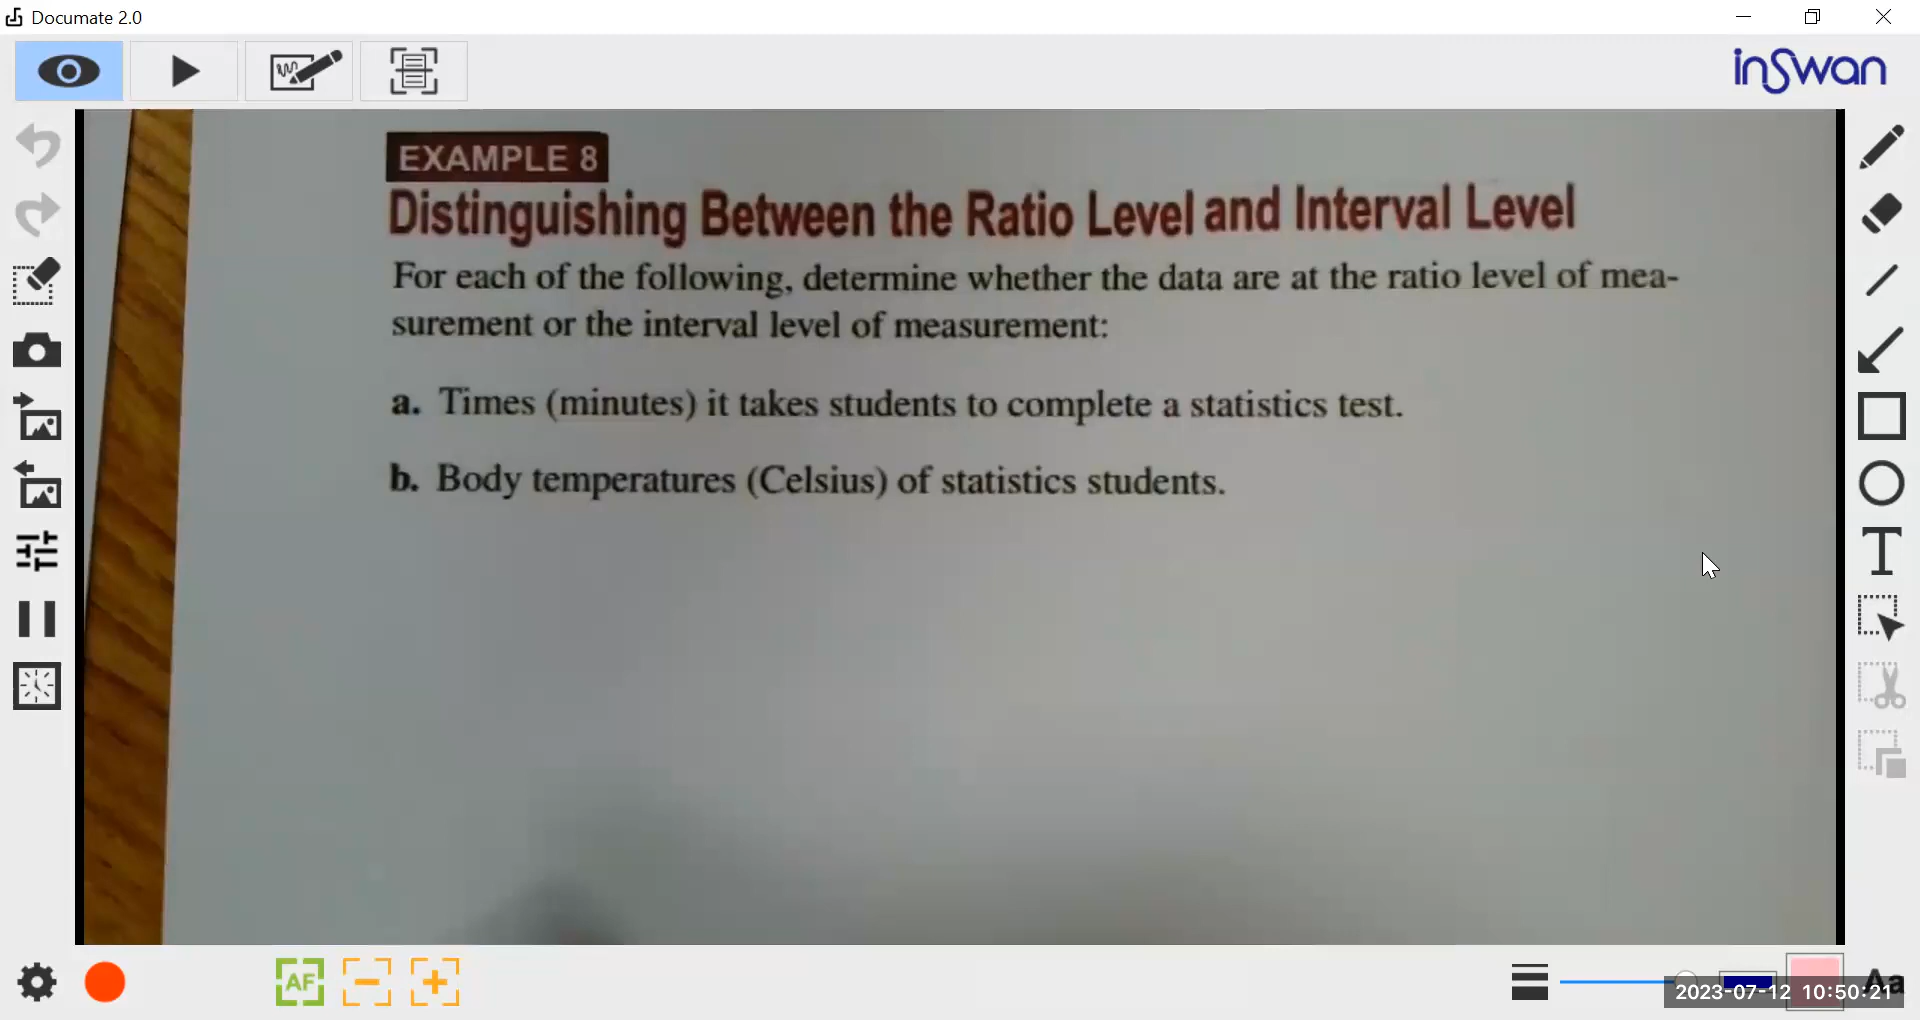 Documate 2.0
inSwan
EXAMPLE 8
Distinguishing Between the Ratio Level and Interval Level
For each of the following, determine whether the data are at the ratio level of mea-
surement or the interval level of measurement:
a. Times (minutes) it takes students to complete a statistics test.
b. Body temperatures (Celsius) of statistics students.
T
AF
Aa
2023-07-12 10:50:21